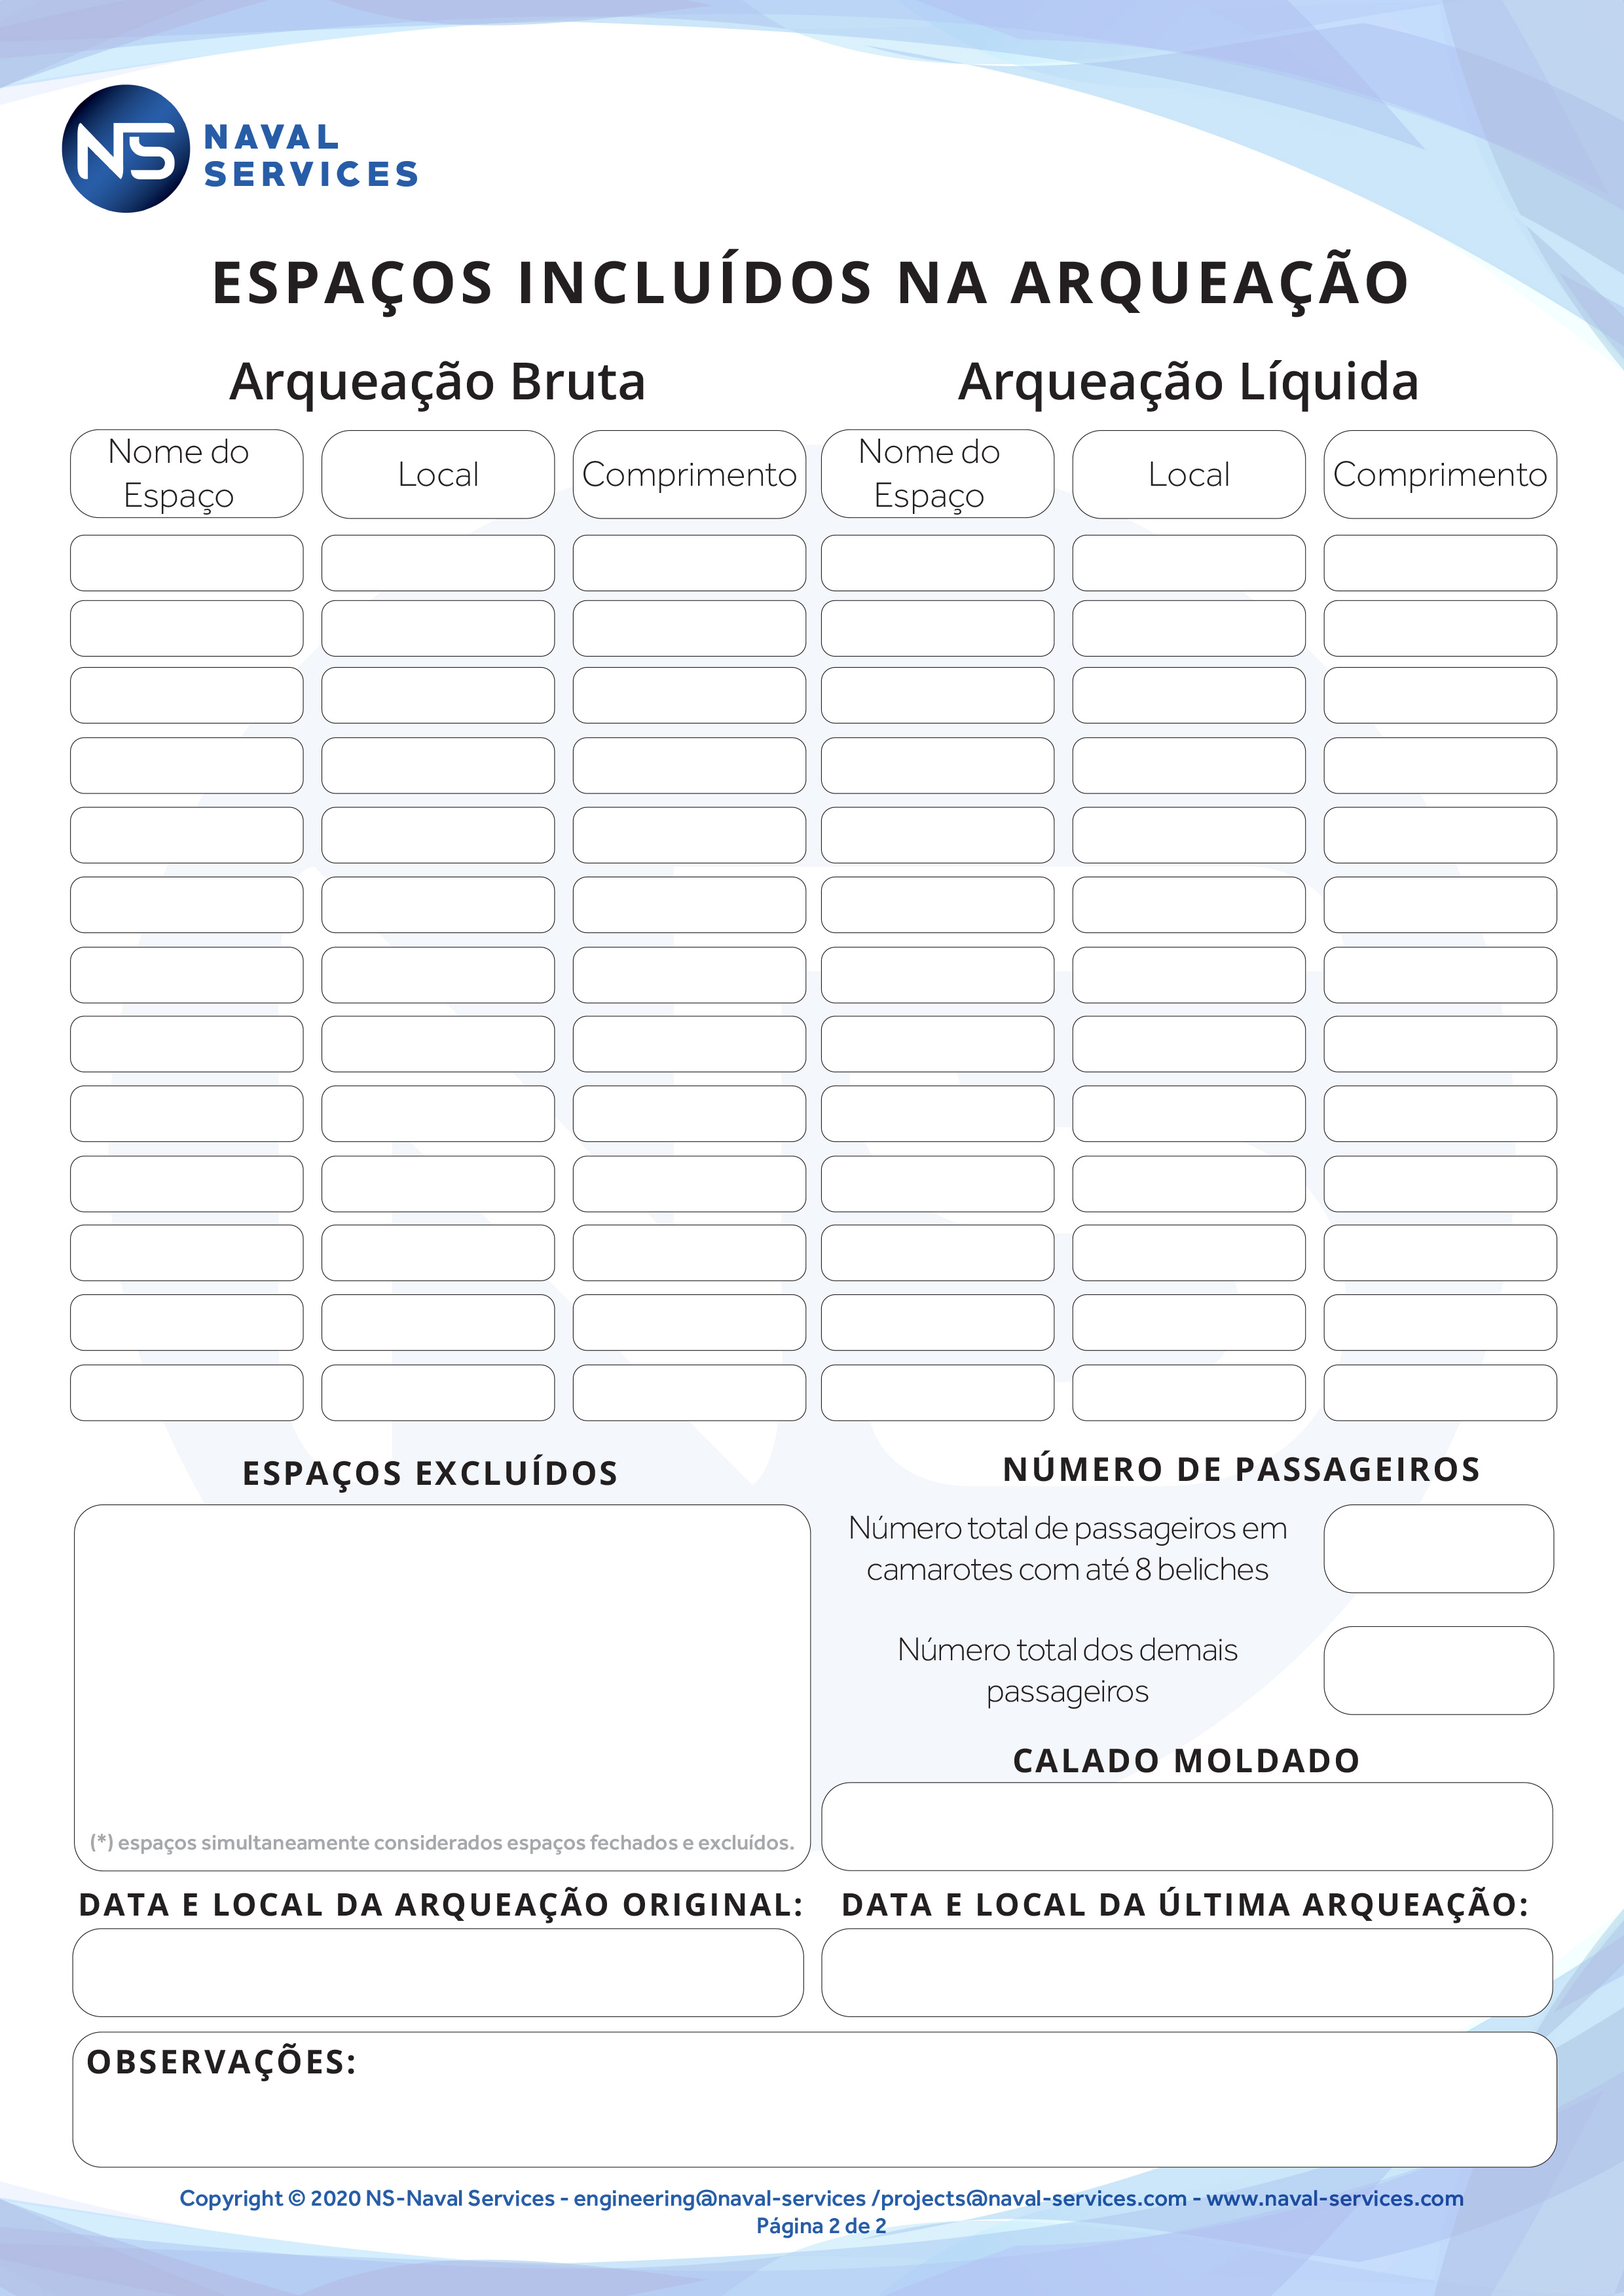 NS
NAVAL
SERVICES
ESPAÇOS INCLUÍDOS NA ARQUEAÇÃO
Arqueação Bruta
Arqueação Líquida
Nome do
Espaço
Local
Comprimento
Nome do
Espaço
Local
Comprimento
ESPAÇOS EXCLUÍDOS
(*) espaços simultaneamente considerados espaços fechados e excluídos.
NÚMERO DE PASSAGEIROS
Número total de passageiros em
camarotes com até 8 beliches
Número total dos demais
passageiros
CALADO MOLDADO
DATA E LOCAL DA ARQUEAÇÃO ORIGINAL:
DATA E LOCAL DA ÚLTIMA ARQUEAÇÃO:
OBSERVAÇÕES:
Copyright © 2020 NS-Naval Services - engineering@naval-services /projects@naval-services.com - www.naval-services.com
Página 2 de 2